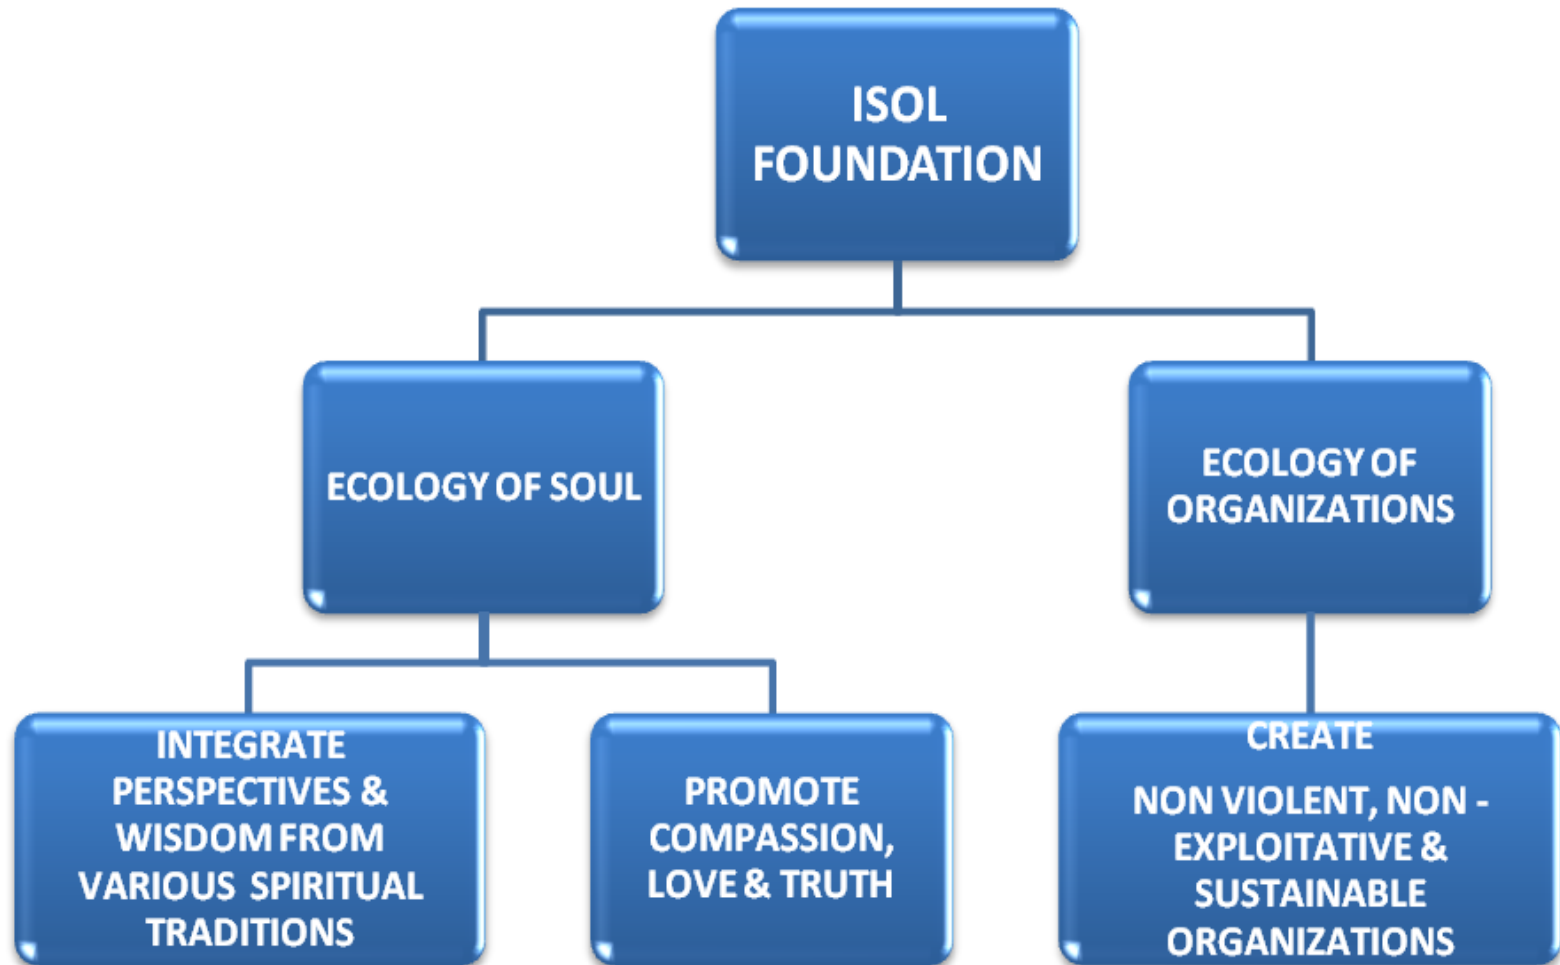 ISOL
FOUNDATION
ECOLOGY OF SOUL
ECOLOGY OF
ORGANIZATIONS
INTEGRATE
PERSPECTIVES &
WISDOM FROM
VARIOUS SPIRITUAL
TRADITIONS
PROMOTE
COMPASSION,
LOVE & TRUTH
CREATE
NON VIOLENT, NON -
EXPLOITATIVE &
SUSTAINABLE
ORGANIZATIONS